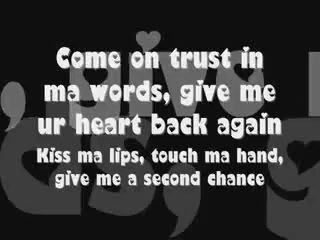 Come on trust in
ma words, give me
ur heart back again
Kiss ma lips, touch ma hand,
give me a second chance